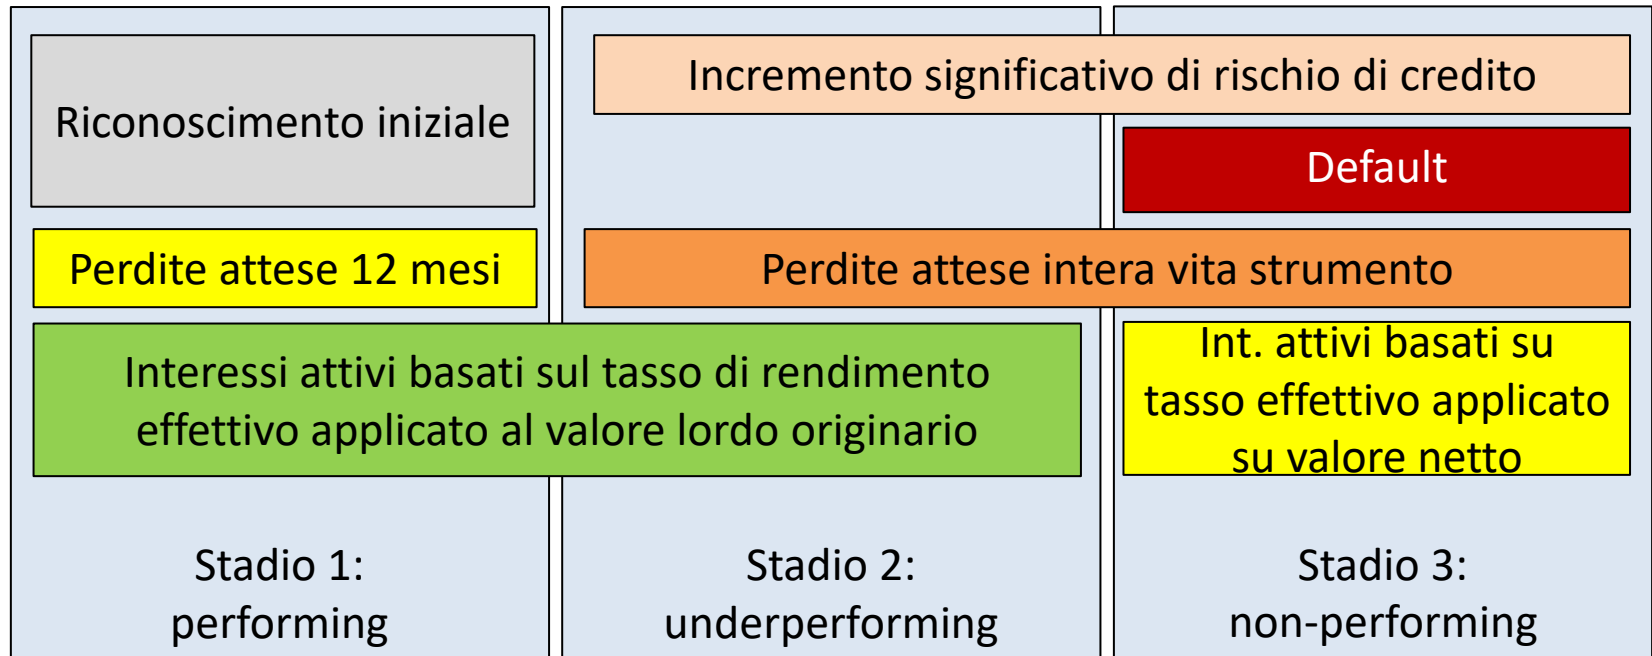 Riconoscimento iniziale
Incremento significativo di rischio di credito
Default
Perdite attese 12 mesi
Perdite attese intera vita strumento
Interessi attivi basati sul tasso di rendimento
effettivo applicato al valore lordo originario
Int. attivi basati su
tasso effettivo applicato
su valore netto
Stadio 1:
performing
Stadio 2:
underperforming
Stadio 3:
non-performing